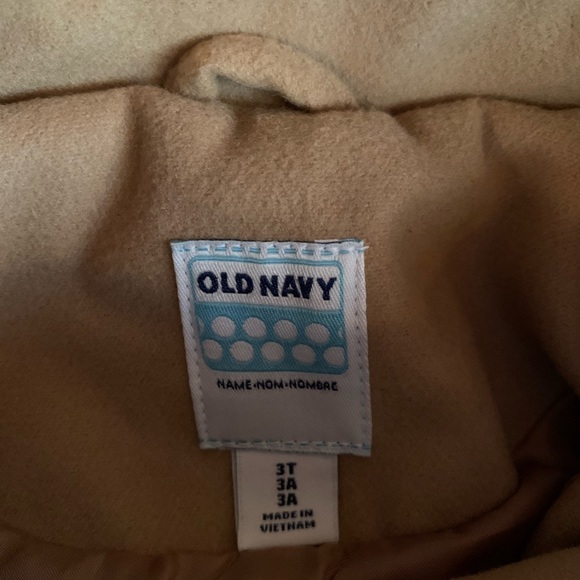 OLD NAVY
NAME•NOM•NOMBRE
3T
3A
3A
MADE IN
VIETNAM